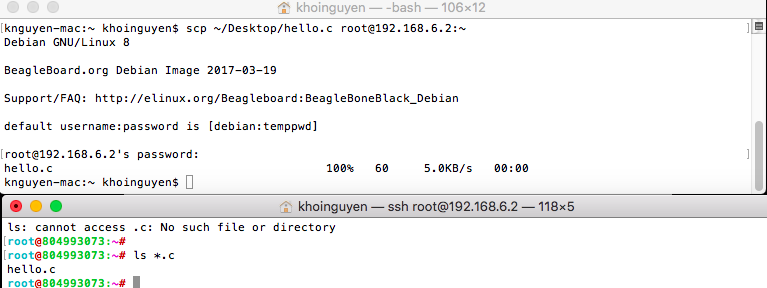 khoinguyen — -bash — 106×12
[knguyen-mac:~ khoinguyen$ scp ~/Desktop/hello.c root@192.168.6.2:~ ]
Debian GNU/Linux 8
BeagleBoard.org Debian Image 2017-03-19
Support/FAQ: http://elinux.org/Beagleboard:BeagleBoneBlack_Debian
default username:password is [debian:temppwd]
[root@192.168.6.2's password: ]
hello.c 100% 60 5.0KB/s 00:00
knguyen-mac:~ khoinguyen$
khoinguyen — ssh root@192.168.6.2 — 118×5
ls: cannot access .c: No such file or directory
[root@804993073:~# ]
[root@804993073:~# ls *.c ]
hello.c
root@804993073:~#